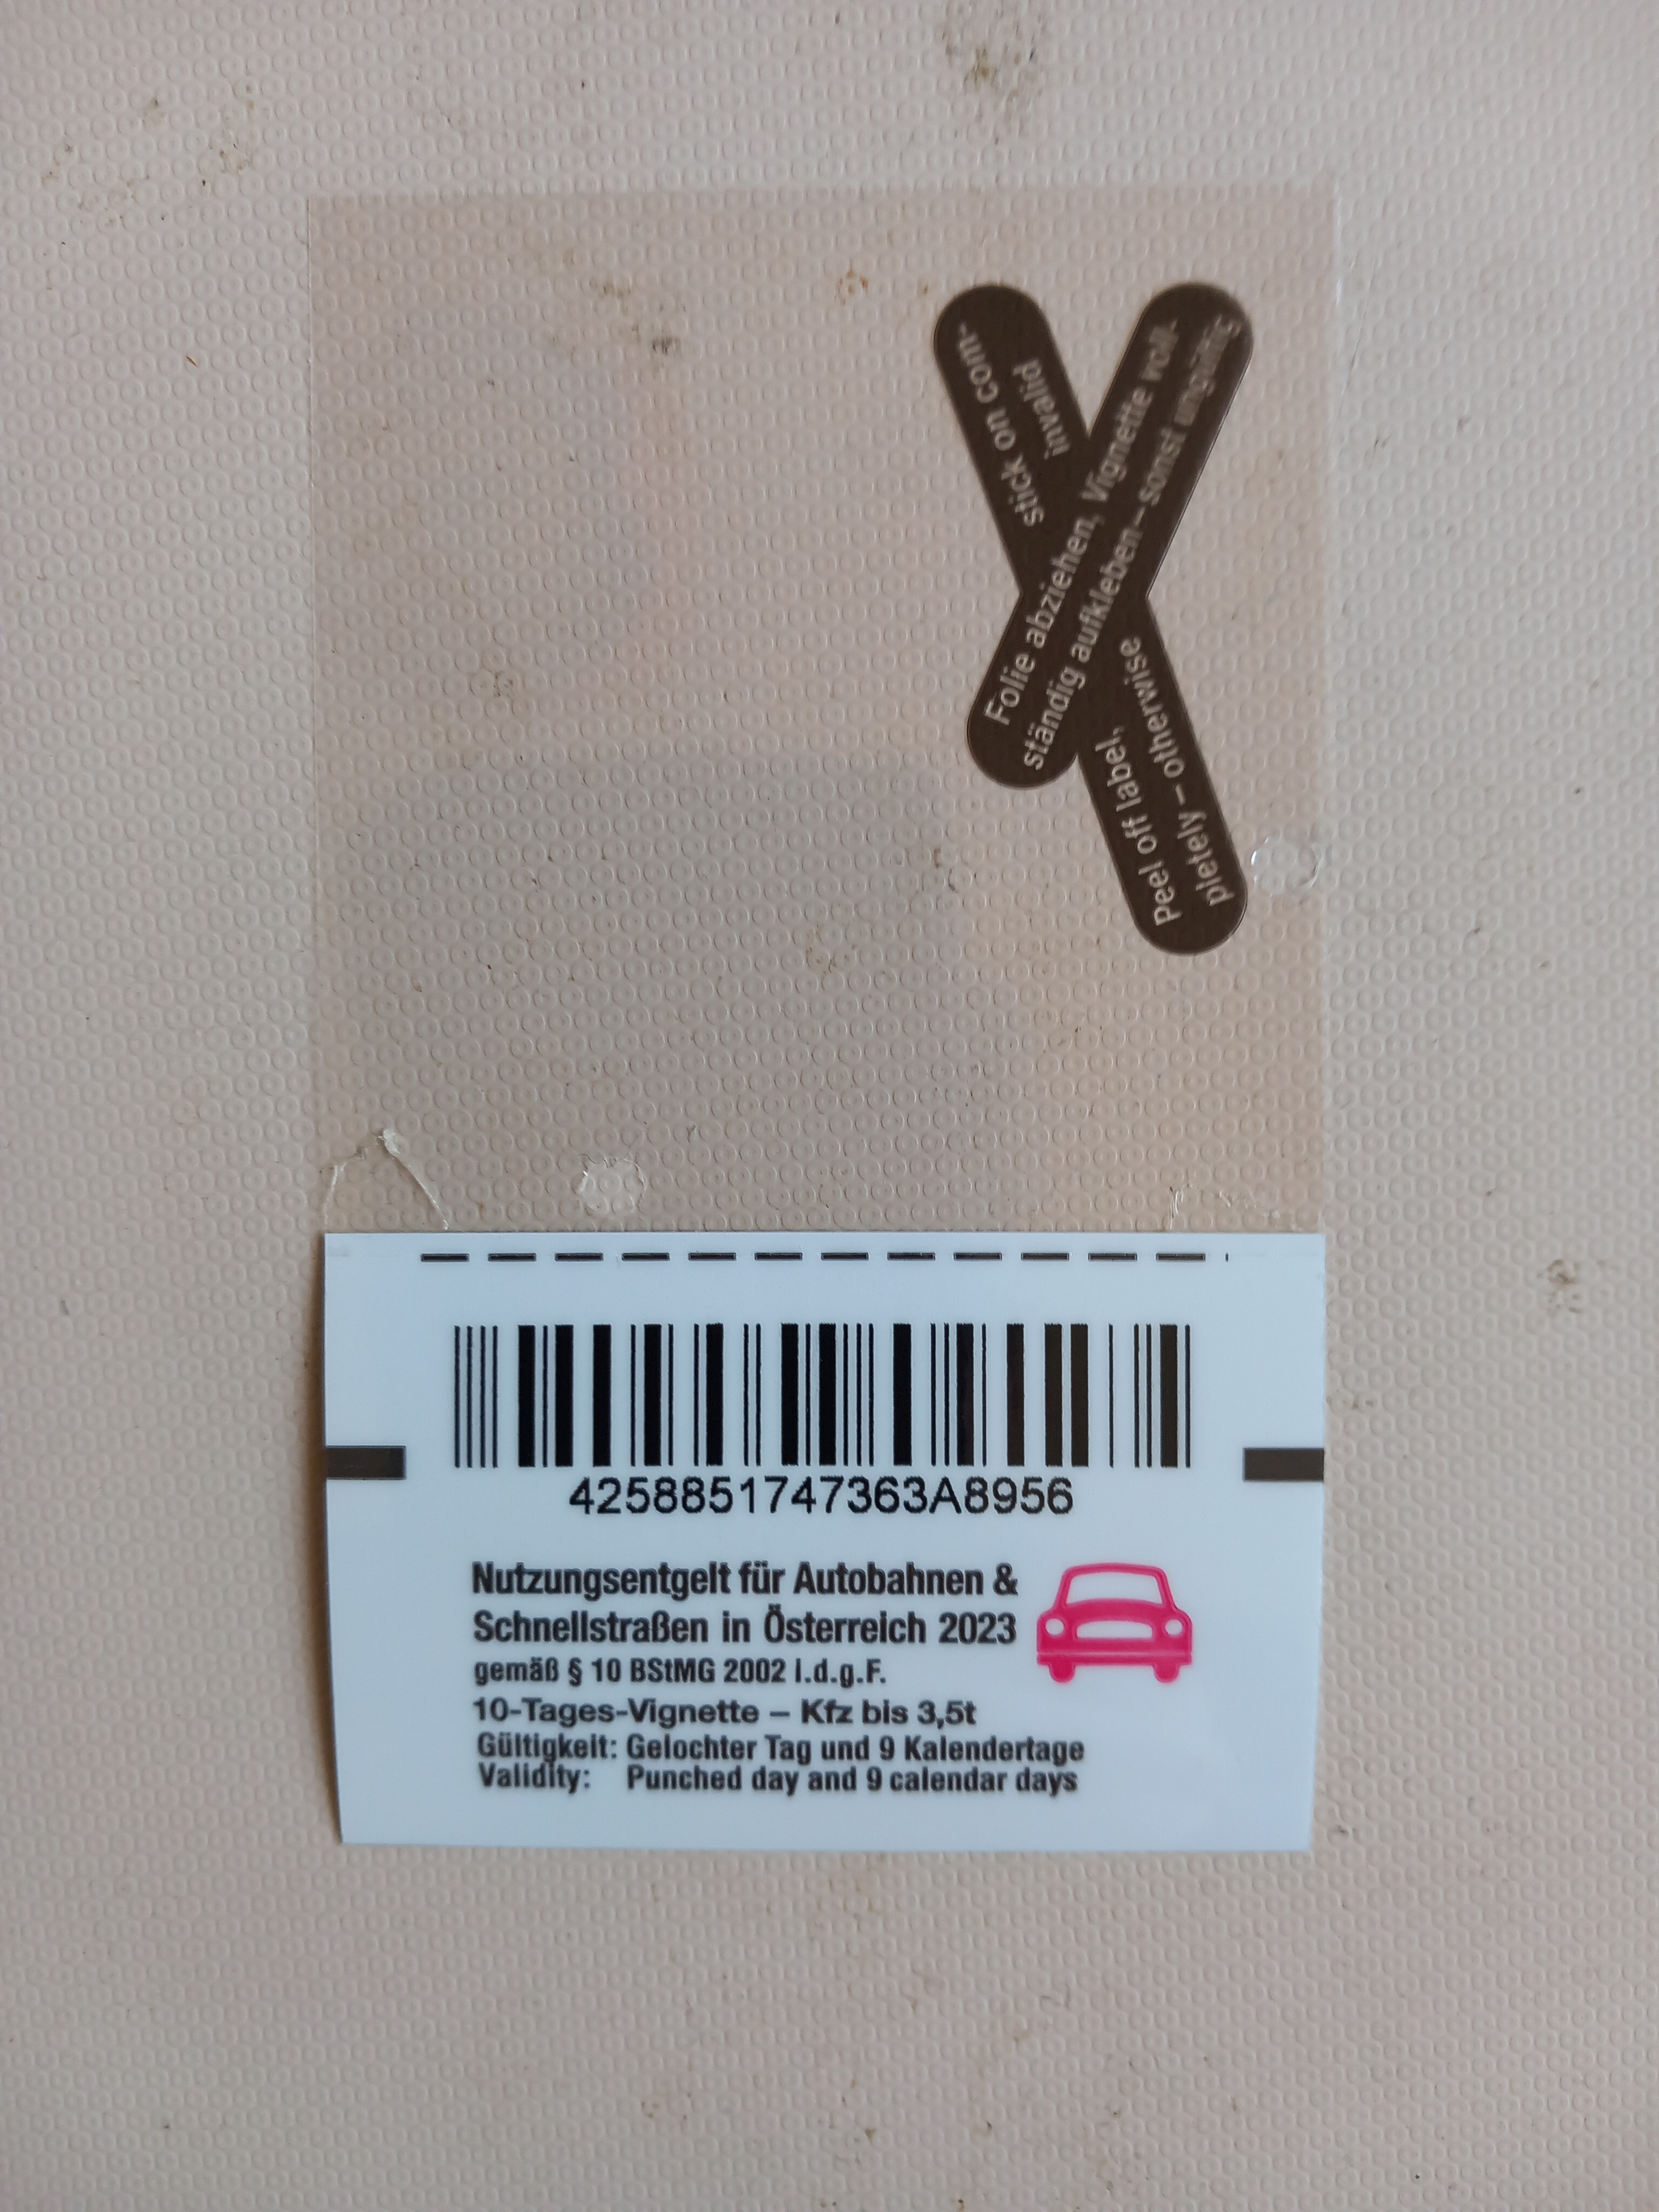 stick on com-
invalid
Folie abziehen, Vignette voll-
ständig aufkleben – sonst ungültig
Peel off label,
pletely – otherwise
4258851747363A8956
Nutzungsentgelt für Autobahnen &
Schnellstraßen in Österreich 2023
gemäß § 10 BStMG 2002 i.d.g.F.
10-Tages-Vignette – Kfz bis 3,5t
Gültigkeit: Gelochter Tag und 9 Kalendertage
Validity: Punched day and 9 calendar days